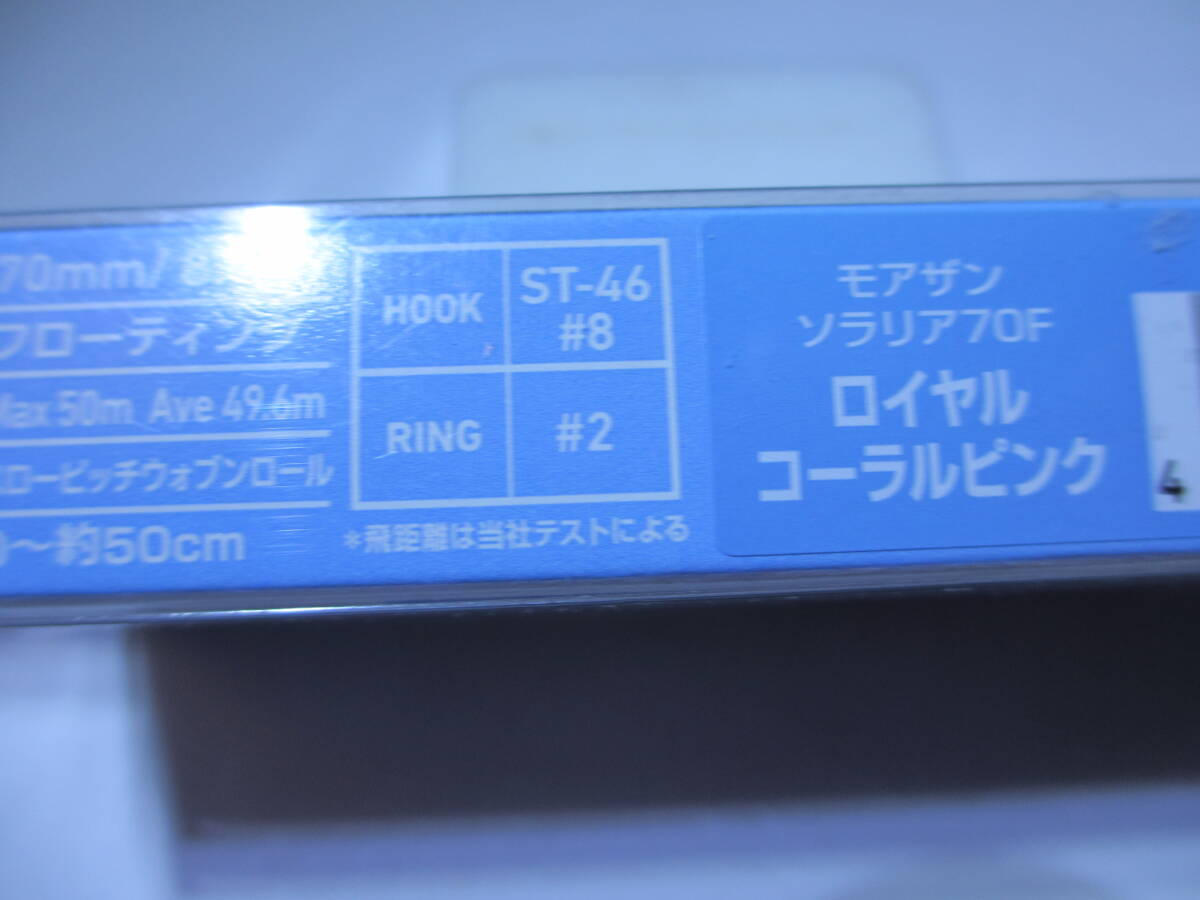 70mm/
フローティング
Max 50m Ave 49.6m
スローピッチウォブンロール
〜約50cm
HOOK
ST-46
#8
RING
#2
*飛距離は当社テストによる
モアザン
ソラリア70F
ロイヤル
コーラルピンク
4